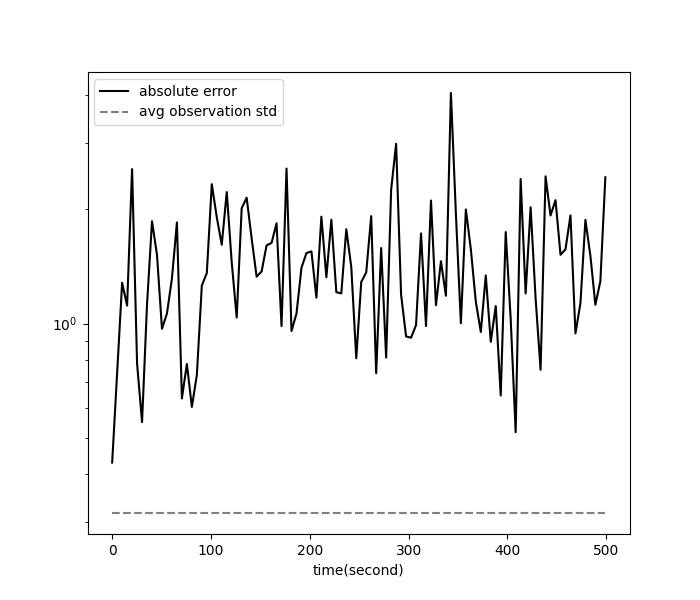 absolute error
avg observation std
10⁰
0 100 200 300 400 500
time(second)